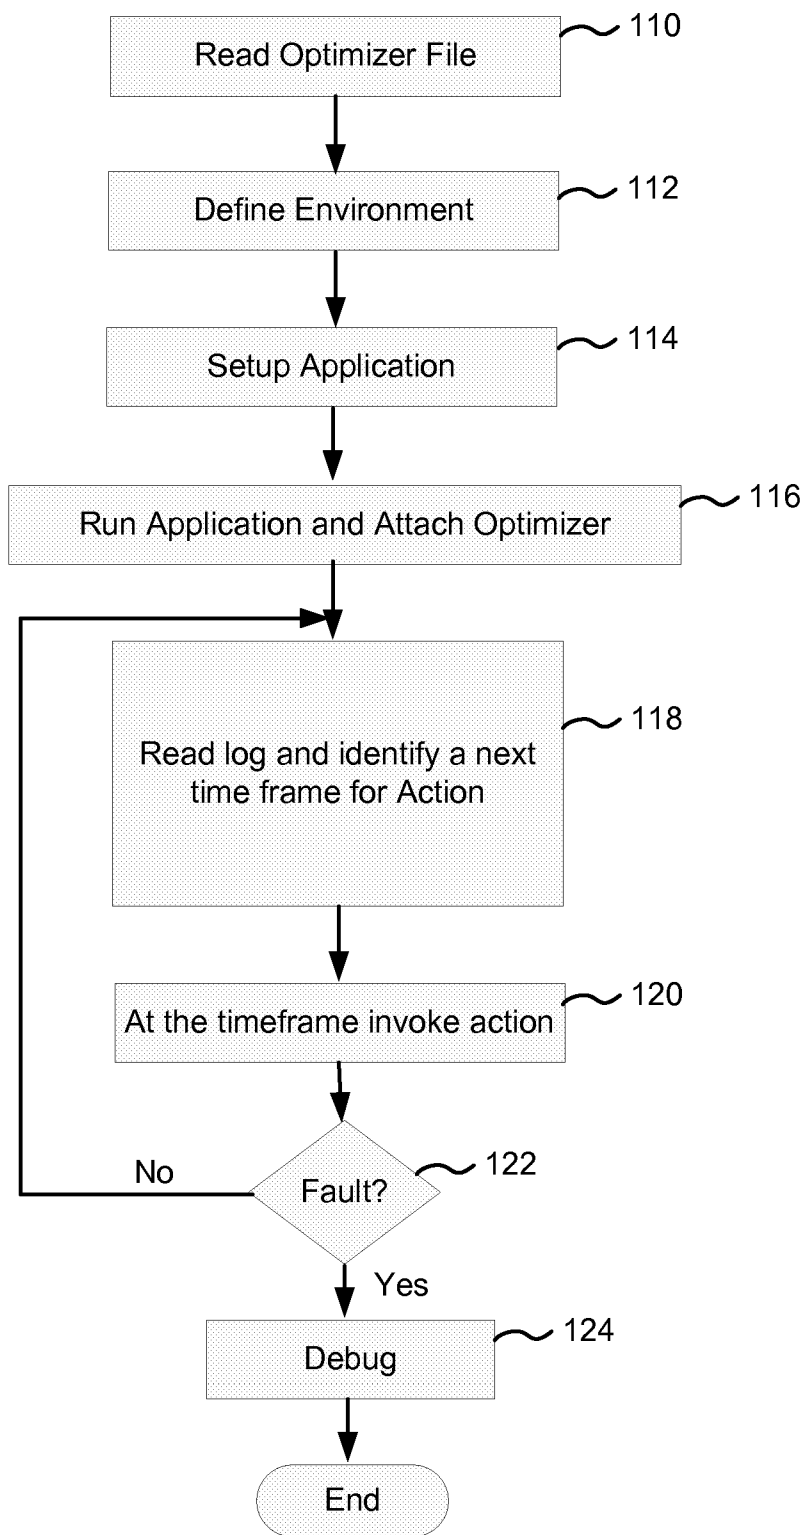 110
Read Optimizer File
112
Define Environment
114
Setup Application
116
Run Application and Attach Optimizer
118
Read log and identify a next
time frame for Action
120
At the timeframe invoke action
122
No
Fault?
Yes
124
Debug
End